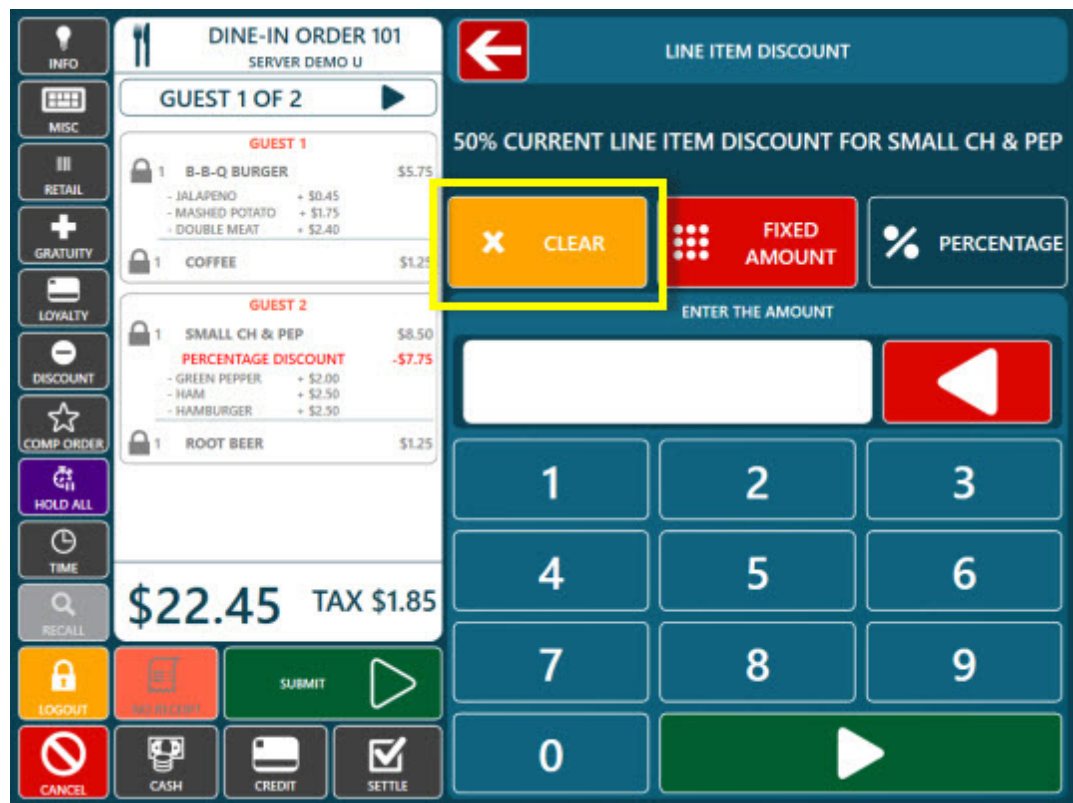 INFO
MISC
RETAIL
GRATUITY
LOYALTY
DISCOUNT
COMP ORDER
HOLD ALL
TIME
RECALL
LOGOUT
CANCEL
DINE-IN ORDER 101
SERVER DEMO U
GUEST 1 OF 2
GUEST 1
1 B-B-Q BURGER $5.75
- JALAPENO + $0.45
- MASHED POTATO + $1.75
- DOUBLE MEAT + $2.40
1 COFFEE $1.25
GUEST 2
1 SMALL CH & PEP $8.50
PERCENTAGE DISCOUNT -$7.75
- GREEN PEPPER + $2.00
- HAM + $2.50
- HAMBURGER + $2.50
1 ROOT BEER $1.25
$22.45 TAX $1.85
NO RECEIPT
SUBMIT
CASH
CREDIT
SETTLE
LINE ITEM DISCOUNT
50% CURRENT LINE ITEM DISCOUNT FOR SMALL CH & PEP
CLEAR
FIXED
AMOUNT
% PERCENTAGE
ENTER THE AMOUNT
1 2 3
4 5 6
7 8 9
0